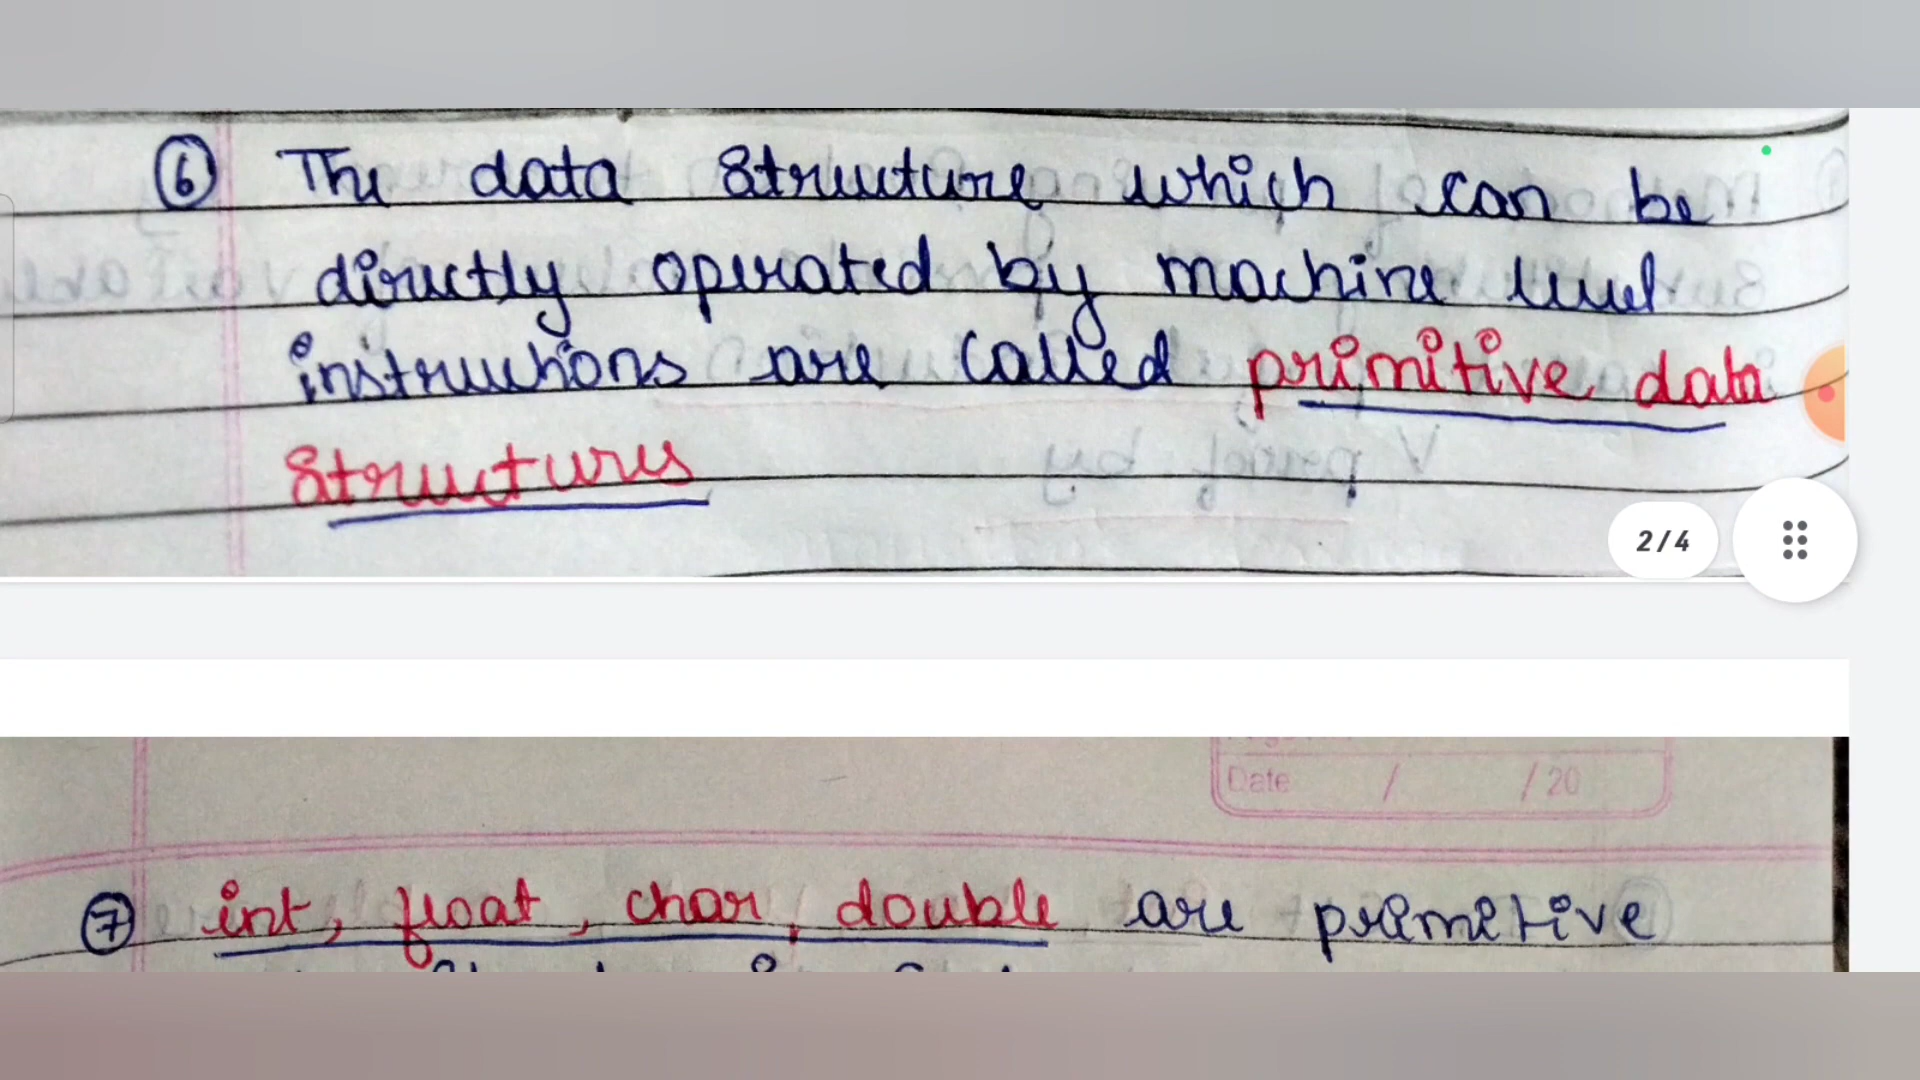 6 The data structure which can be
directly operated by machine level
instructions are called primitive data
structures
2/4
Date / / 20
7 int, float, char, double are primitive